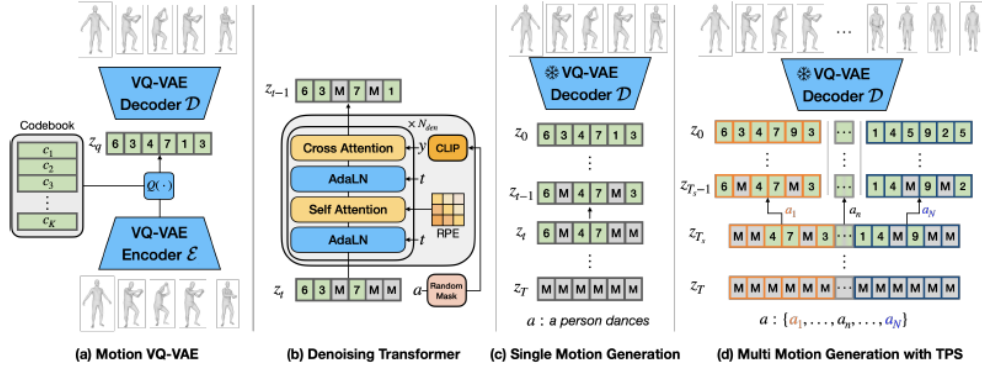 VQ-VAE
Decoder 𝒟
Codebook
c₁
c₂
c₃
⋮
c_K
z_q 6 3 4 7 1 3
Q(·)
VQ-VAE
Encoder ℰ
(a) Motion VQ-VAE
z_{t-1} 6 3 M 7 M 1
× N_{den}
Cross Attention
y
CLIP
AdaLN
t
Self Attention
RPE
AdaLN
t
z_t 6 3 M 7 M M
a
Random
Mask
(b) Denoising Transformer
❄ VQ-VAE
Decoder 𝒟
z_0 6 3 4 7 1 3
⋮
z_{t-1} 6 M 4 7 M 3
z_t 6 M 4 7 M M
⋮
z_T M M M M M M
a : a person dances
(c) Single Motion Generation
...
❄ VQ-VAE
Decoder 𝒟
z_0 6 3 4 7 9 3 ... 1 4 5 9 2 5
⋮ ⋮
z_{T_s-1} 6 M 4 7 M 3 ... 1 4 M 9 M 2
a_1 a_n a_N
z_{T_s} M M 4 7 M 3 ... 1 4 M 9 M M
⋮
z_T M M M M M M ... M M M M M M
a : {a_1, . . . , a_n, . . . , a_N}
(d) Multi Motion Generation with TPS